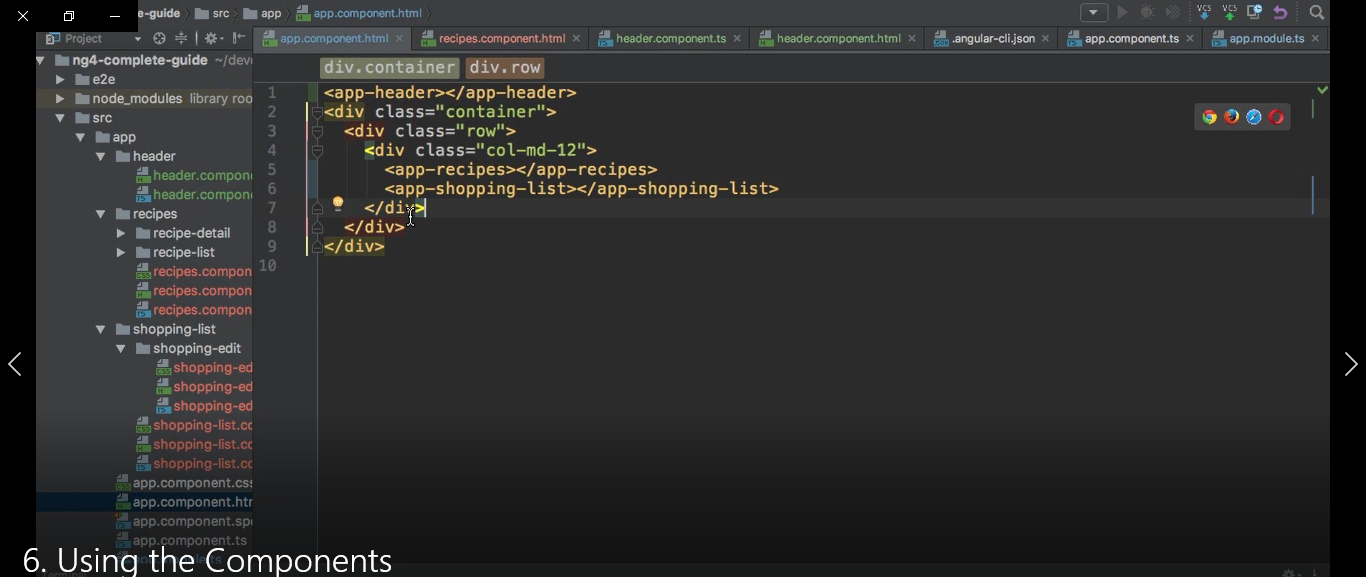 e-guide src app app.component.html
Project
app.component.html recipes.component.html header.component.ts header.component.html .angular-cli.json app.component.ts app.module.ts
div.container div.row
ng4-complete-guide ~/dev
e2e
node_modules library roo
src
app
header
header.compon
header.compon
recipes
recipe-detail
recipe-list
recipes.compon
recipes.compon
recipes.compon
shopping-list
shopping-edit
shopping-ed
shopping-ed
shopping-ed
shopping-list.cc
shopping-list.cc
shopping-list.cc
app.component.css
app.component.htm
app.component.spe
app.component.ts
1 <app-header></app-header>
2 <div class="container">
3 <div class="row">
4 <div class="col-md-12">
5 <app-recipes></app-recipes>
6 <app-shopping-list></app-shopping-list>
7 </div>
8 </div>
9 </div>
10
VCS VCS
6. Using the Components